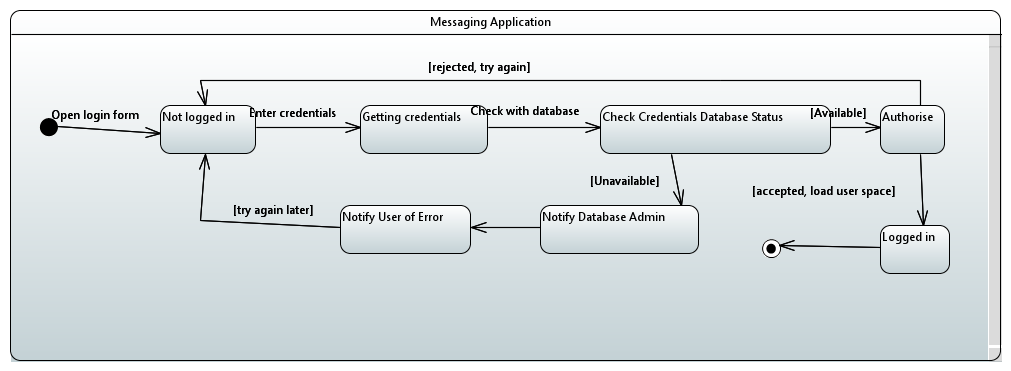 Messaging Application
[rejected, try again]
Open login form
Not logged in
Enter credentials
Getting credentials
Check with database
Check Credentials Database Status
[Available]
Authorise
[Unavailable]
[accepted, load user space]
[try again later]
Notify User of Error
Notify Database Admin
Logged in